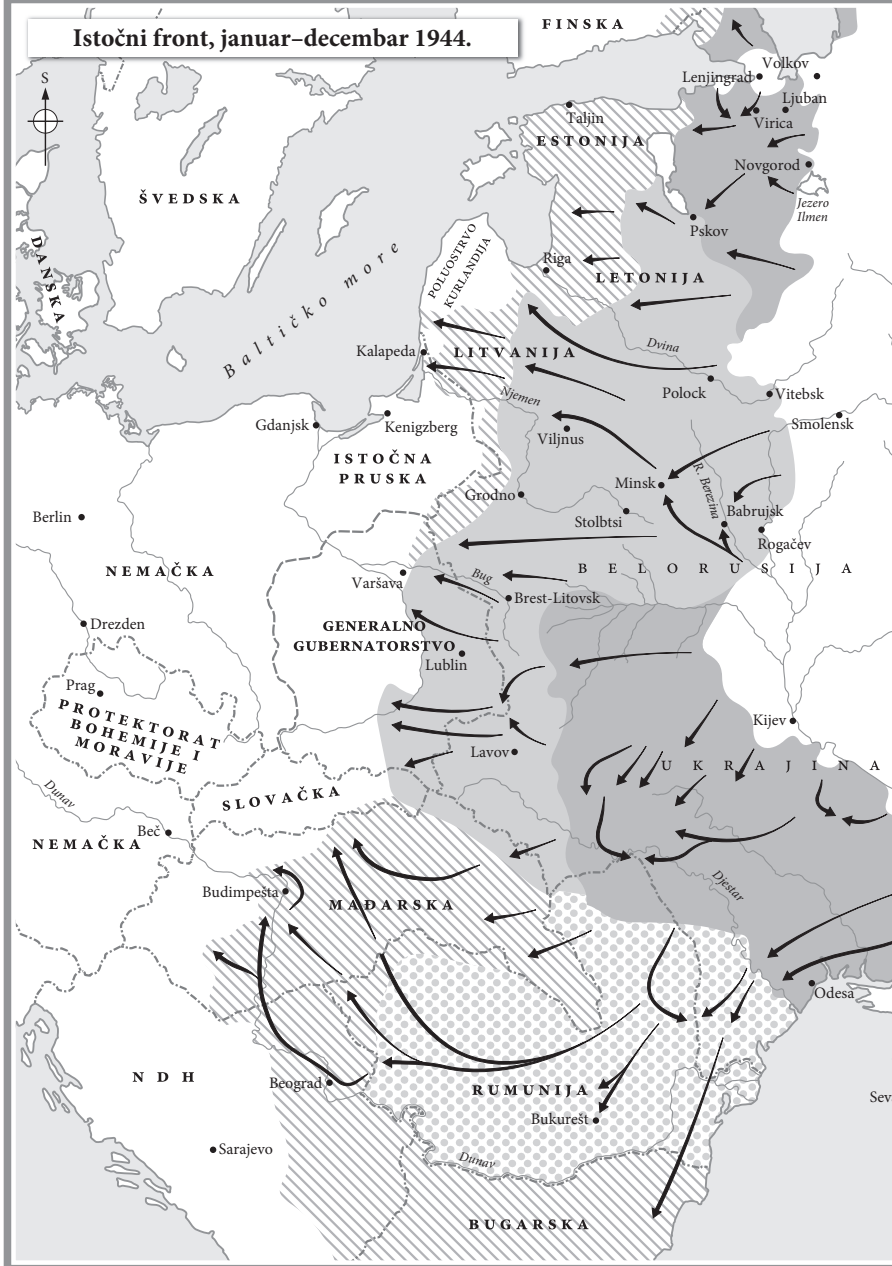 Istočni front, januar–decembar 1944.
FINSKA
S
Lenjingrad
Volkov
Ljuban
Virica
Taljin
ESTONIJA
Novgorod
Jezero
Ilmen
ŠVEDSKA
DANSKA
Baltičko more
POLUOSTRVO
KURLANDIJA
Pskov
Riga
LETONIJA
Kalapeda
LITVANIJA
Dvina
Polock
Vitebsk
Smolensk
Njemen
Gdanjsk
Kenigzberg
Viljnus
ISTOČNA
PRUSKA
Grodno
Minsk
R. Berezina
Stolbtsi
Babrujsk
Rogačev
Berlin
NEMAČKA
Varšava
Bug
BELORUSIJA
Brest-Litovsk
Drezden
GENERALNO
GUBERNATORSTVO
Lublin
Prag
PROTEKTORAT
BOHEMIJE I
MORAVIJE
Kijev
Lavov
UKRAJINA
Dunav
SLOVAČKA
Beč
NEMAČKA
Budimpešta
MAĐARSKA
Djestar
Odesa
NDH
Beograd
RUMUNIJA
Bukurešt
Seva
Sarajevo
Dunav
BUGARSKA